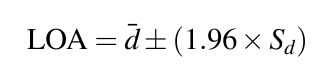 LOA = d̄ ± (1.96 × S_d)